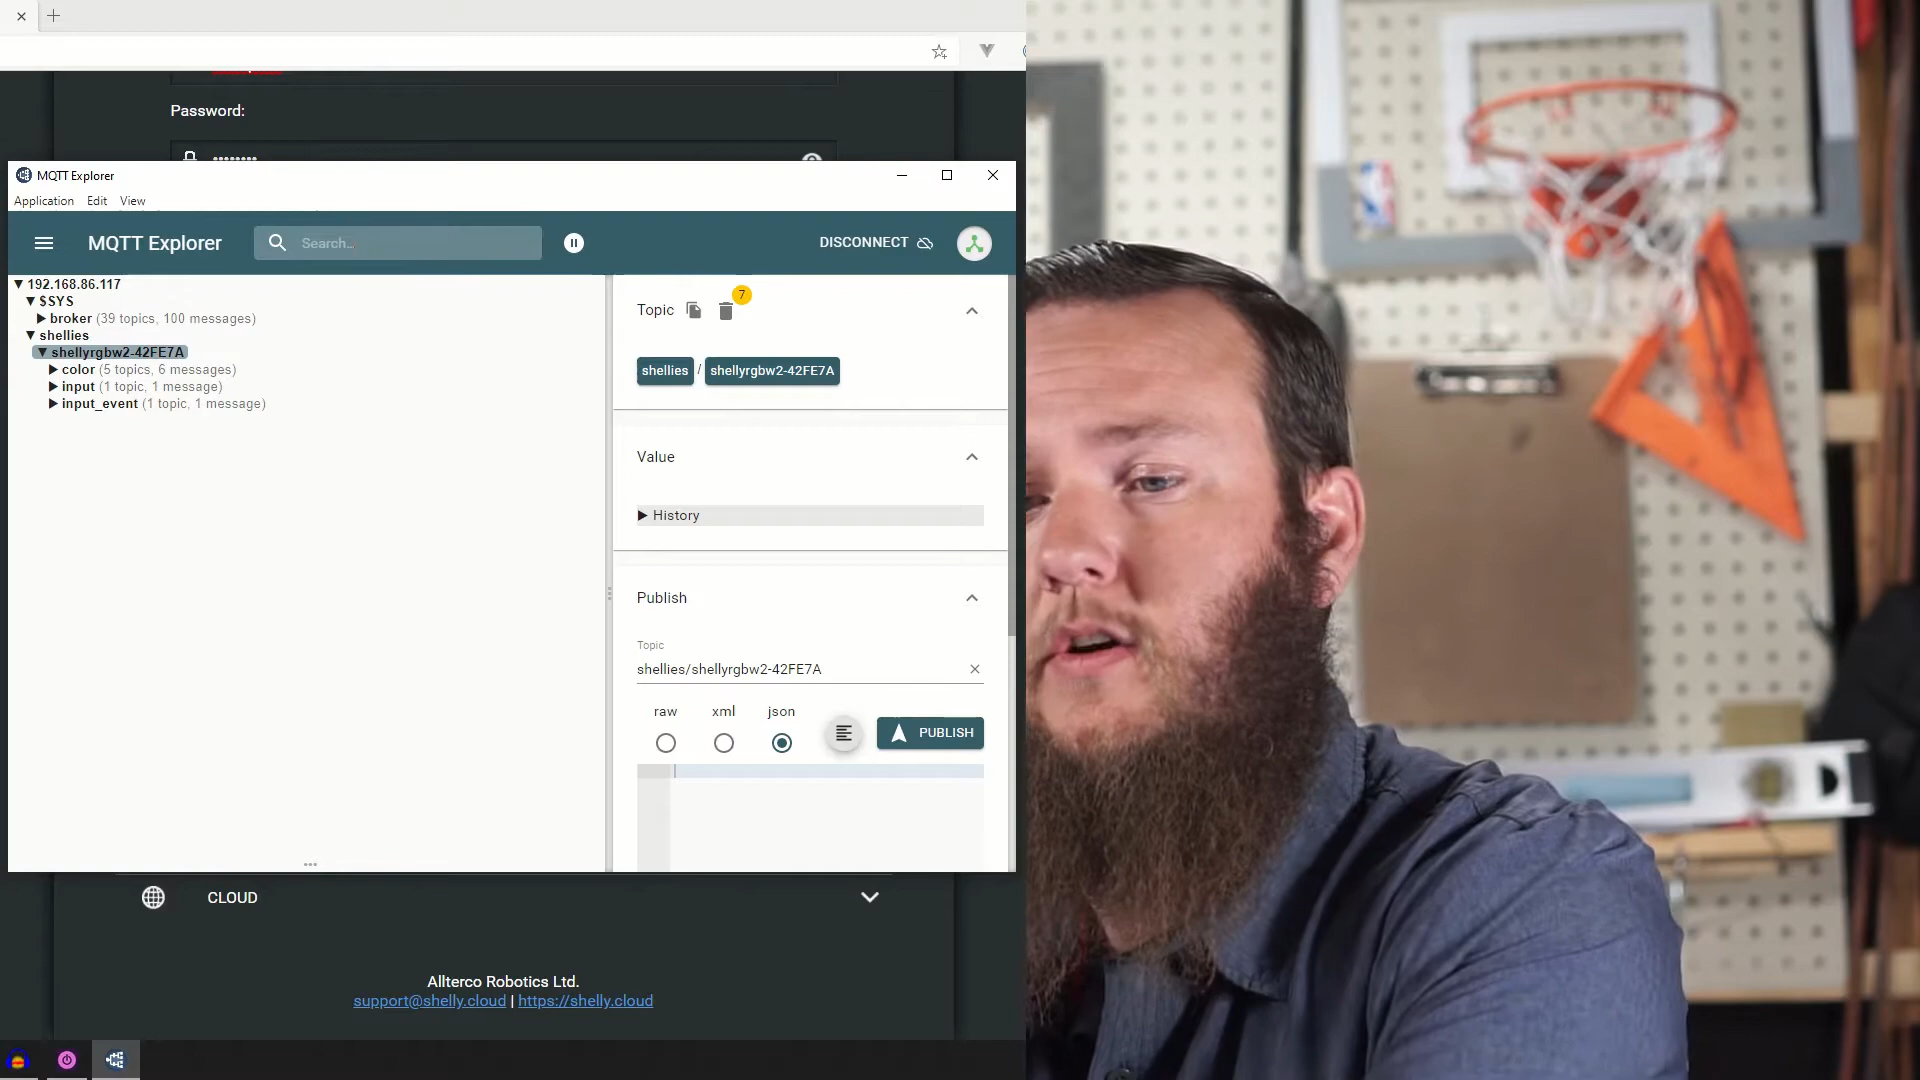 Password:
••••••••
MQTT Explorer
Application Edit View
MQTT Explorer
Search...
DISCONNECT
▼ 192.168.86.117
▼ $SYS
▶ broker (39 topics, 100 messages)
▼ shellies
▼ shellyrgbw2-42FE7A
▶ color (5 topics, 6 messages)
▶ input (1 topic, 1 message)
▶ input_event (1 topic, 1 message)
Topic
7
shellies / shellyrgbw2-42FE7A
Value
▶ History
Publish
Topic
shellies/shellyrgbw2-42FE7A
raw xml json
PUBLISH
CLOUD
Allterco Robotics Ltd.
support@shelly.cloud | https://shelly.cloud